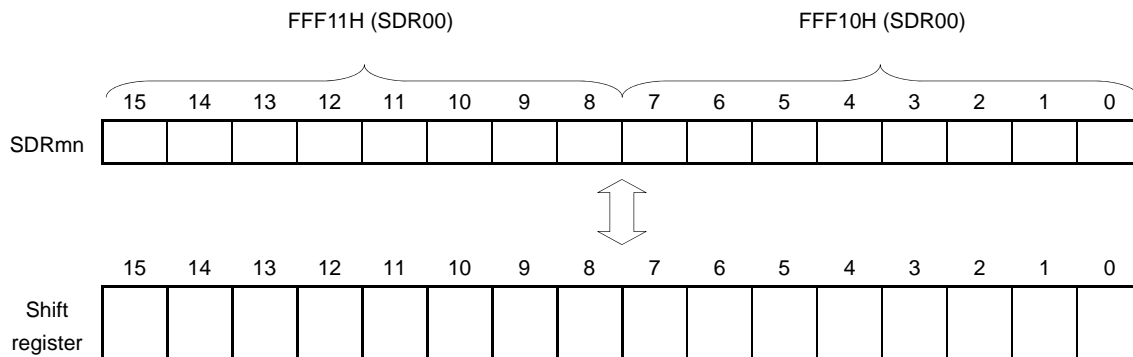 FFF11H (SDR00) FFF10H (SDR00)
15 14 13 12 11 10 9 8 7 6 5 4 3 2 1 0
SDRmn
15 14 13 12 11 10 9 8 7 6 5 4 3 2 1 0
Shift
register